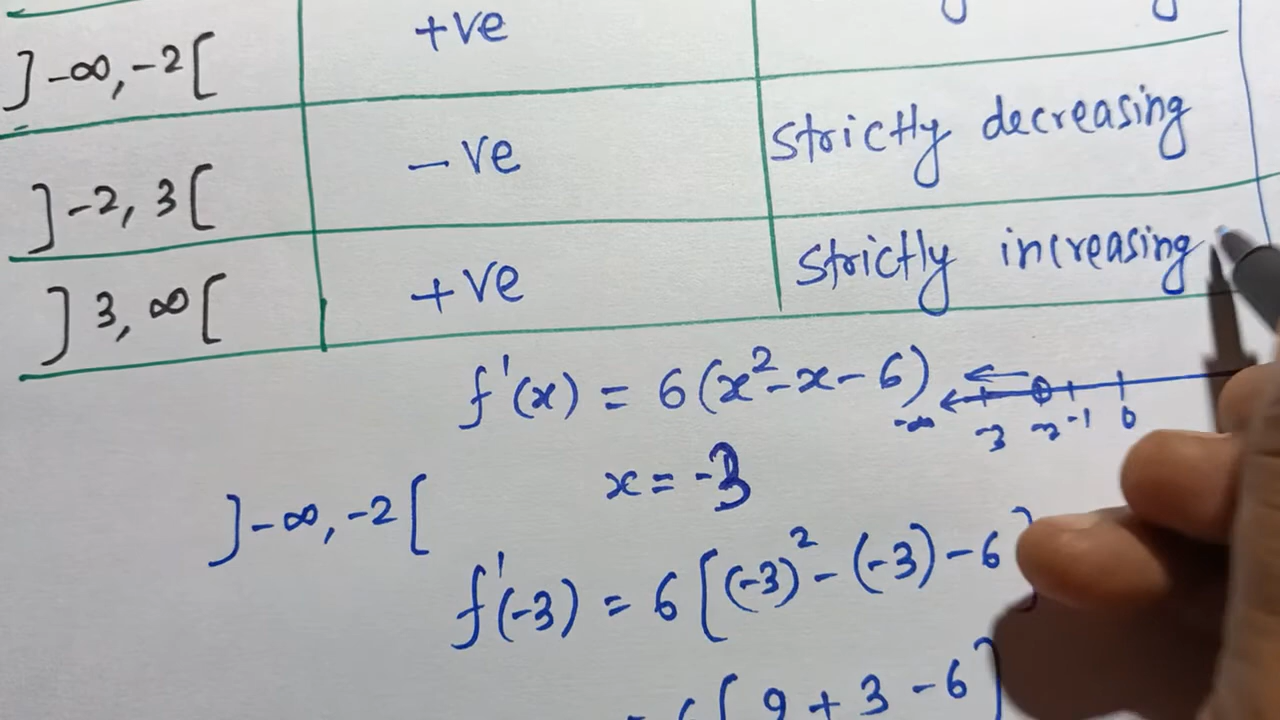 ]-∞, -2[ +ve
]-2, 3[ -ve Strictly decreasing
]3, ∞[ +ve Strictly increasing
f'(x) = 6(x²-x-6)
-∞ -3 -2 -1 0
x = -3
]-∞, -2[
f'(-3) = 6[(-3)²-(-3)-6]
9 + 3 - 6]